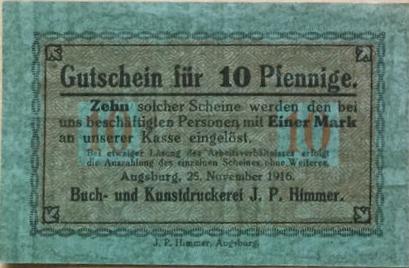 Gutschein für 10 Pfennige.
Zehn solcher Scheine werden den bei
uns beschäftigten Personen mit Einer Mark
an unserer Kasse eingelöst.
Bei etwaiger Lösung des Arbeitsverhältnisses erfolgt
die Auszahlung des einzelnen Scheines ohne Weiteres.
Augsburg, 25. November 1916.
Buch- und Kunstdruckerei J. P. Himmer.
J. P. Himmer, Augsburg.
10